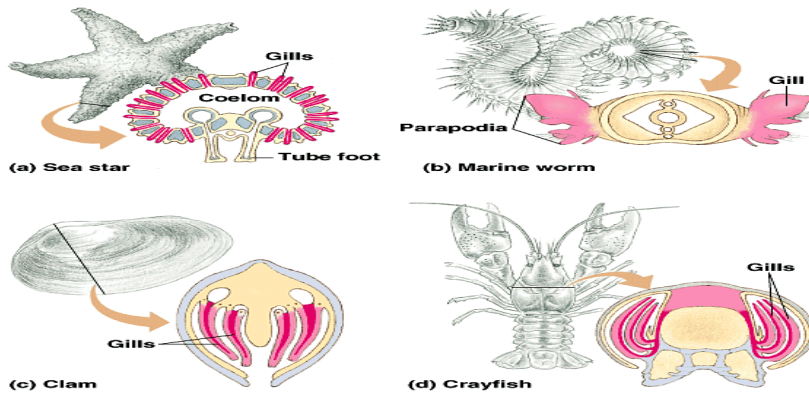 Gills
Coelom
Tube foot
(a) Sea star
Gill
Parapodia
(b) Marine worm
Gills
(c) Clam
Gills
(d) Crayfish